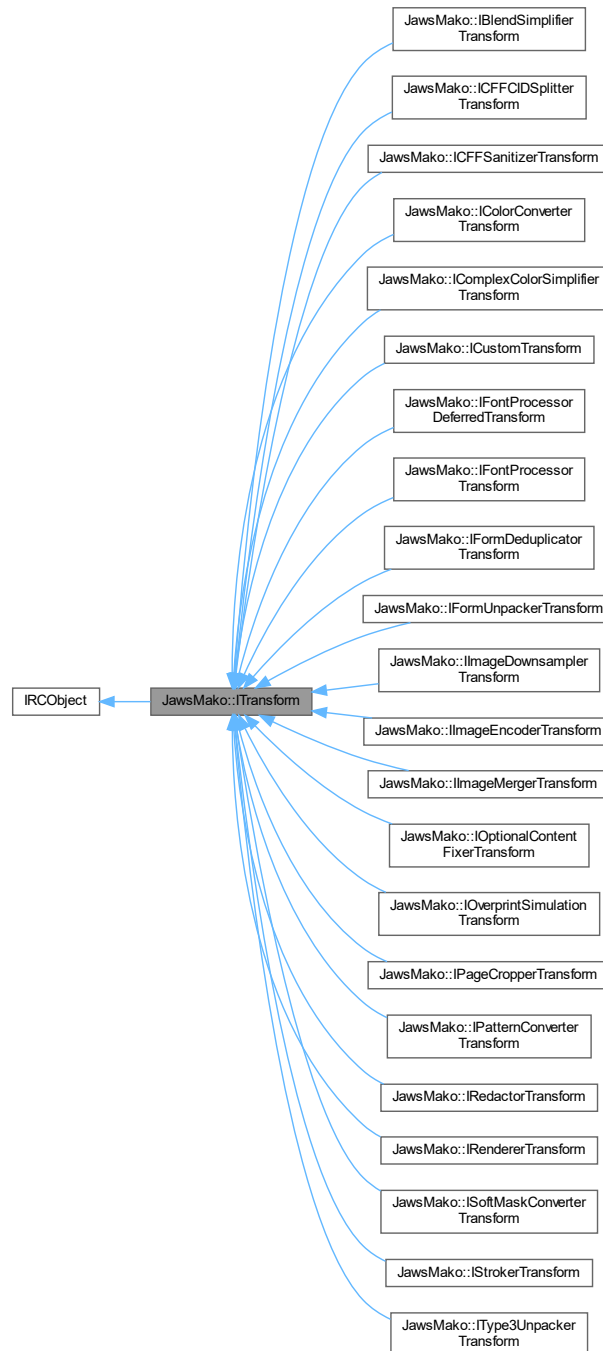 JawsMako::IBlendSimplifier
Transform
JawsMako::ICFFCIDSplitter
Transform
JawsMako::ICFFSanitizerTransform
JawsMako::IColorConverter
Transform
JawsMako::IComplexColorSimplifier
Transform
JawsMako::ICustomTransform
JawsMako::IFontProcessor
DeferredTransform
JawsMako::IFontProcessor
Transform
JawsMako::IFormDeduplicator
Transform
JawsMako::IFormUnpackerTransform
JawsMako::IImageDownsampler
Transform
IRCObject
JawsMako::ITransform
JawsMako::IImageEncoderTransform
JawsMako::IImageMergerTransform
JawsMako::IOptionalContent
FixerTransform
JawsMako::IOverprintSimulation
Transform
JawsMako::IPageCropperTransform
JawsMako::IPatternConverter
Transform
JawsMako::IRedactorTransform
JawsMako::IRendererTransform
JawsMako::ISoftMaskConverter
Transform
JawsMako::IStrokerTransform
JawsMako::IType3Unpacker
Transform